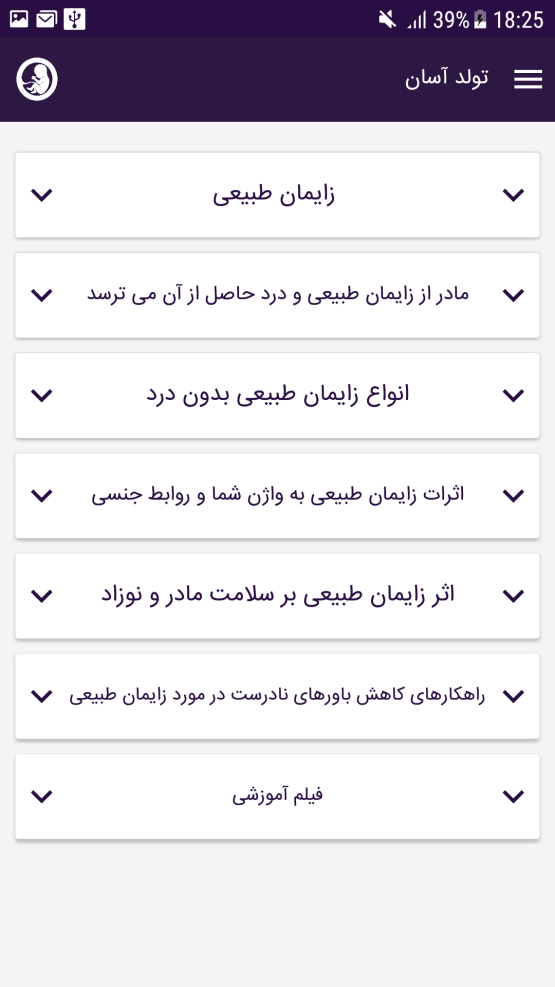 39% 18:25
تولد آسان
زایمان طبیعی
مادر از زایمان طبیعی و درد حاصل از آن می ترسد
انواع زایمان طبیعی بدون درد
اثرات زایمان طبیعی به واژن شما و روابط جنسی
اثر زایمان طبیعی بر سلامت مادر و نوزاد
راهکارهای کاهش باورهای نادرست در مورد زایمان طبیعی
فیلم آموزشی